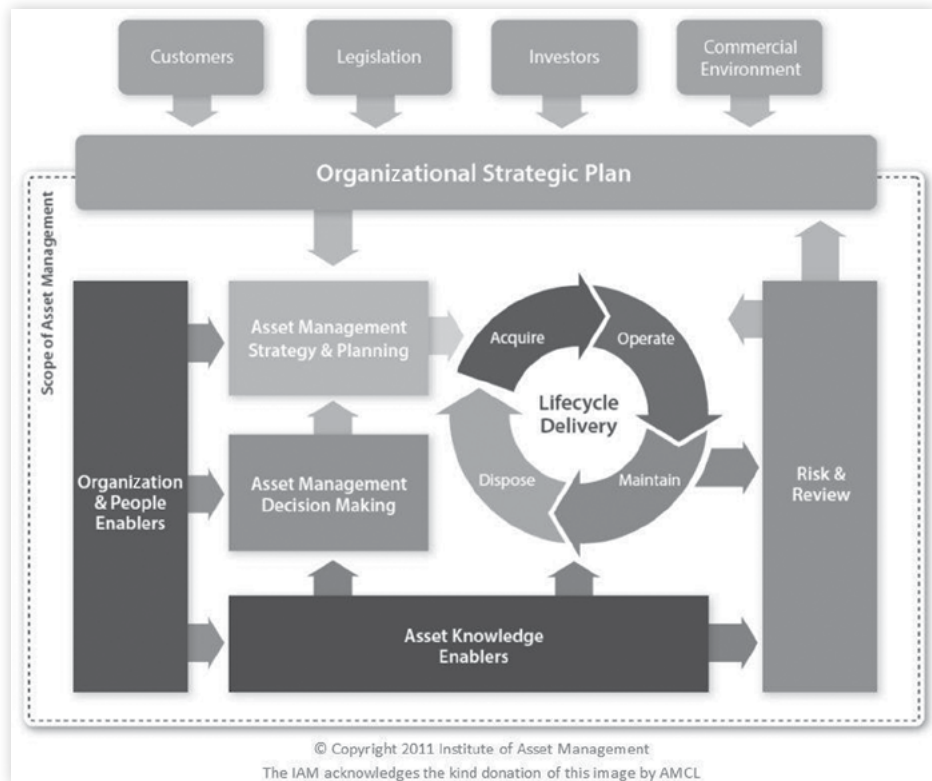 Customers
Legislation
Investors
Commercial
Environment
Organizational Strategic Plan
Scope of Asset Management
Asset Management
Strategy & Planning
Acquire
Operate
Lifecycle
Delivery
Organization
& People
Enablers
Asset Management
Decision Making
Dispose
Maintain
Risk &
Review
Asset Knowledge
Enablers
© Copyright 2011 Institute of Asset Management
The IAM acknowledges the kind donation of this image by AMCL